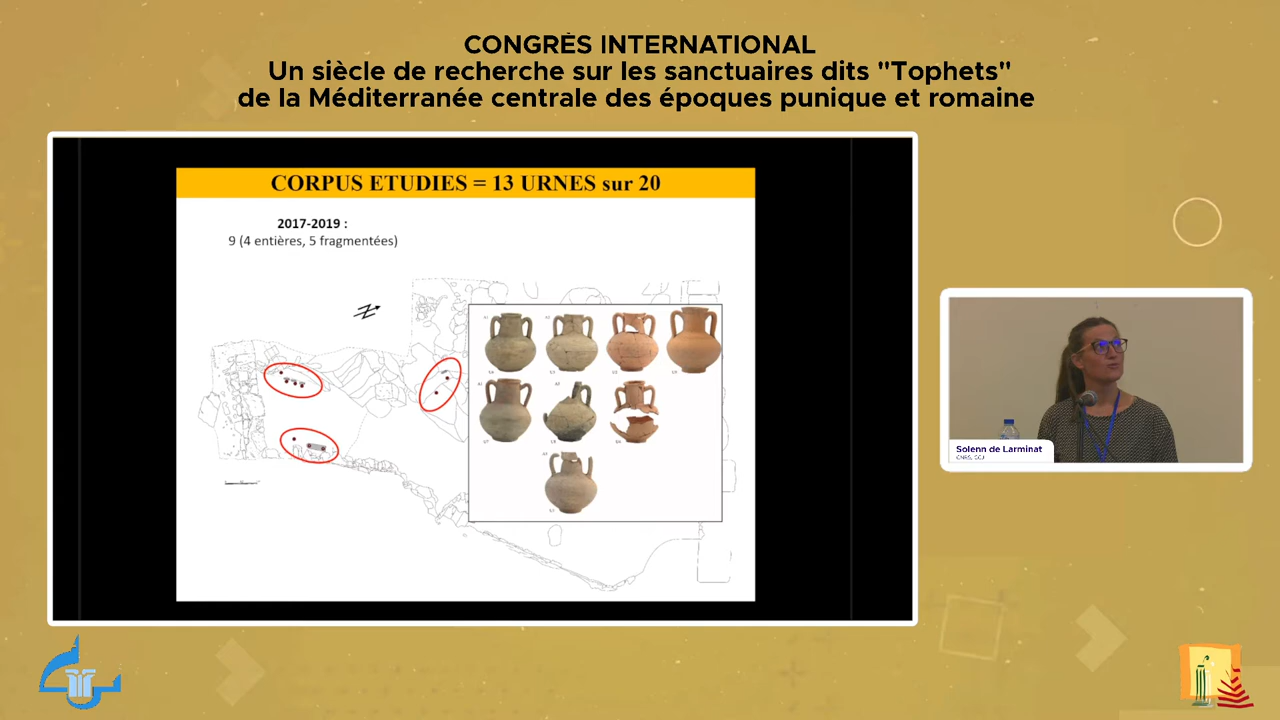 CONGRÈS INTERNATIONAL
Un siècle de recherche sur les sanctuaires dits "Tophets"
de la Méditerranée centrale des époques punique et romaine
CORPUS ETUDIES = 13 URNES sur 20
2017-2019 :
9 (4 entières, 5 fragmentées)
Solenn de Larminat
CNRS, CCJ